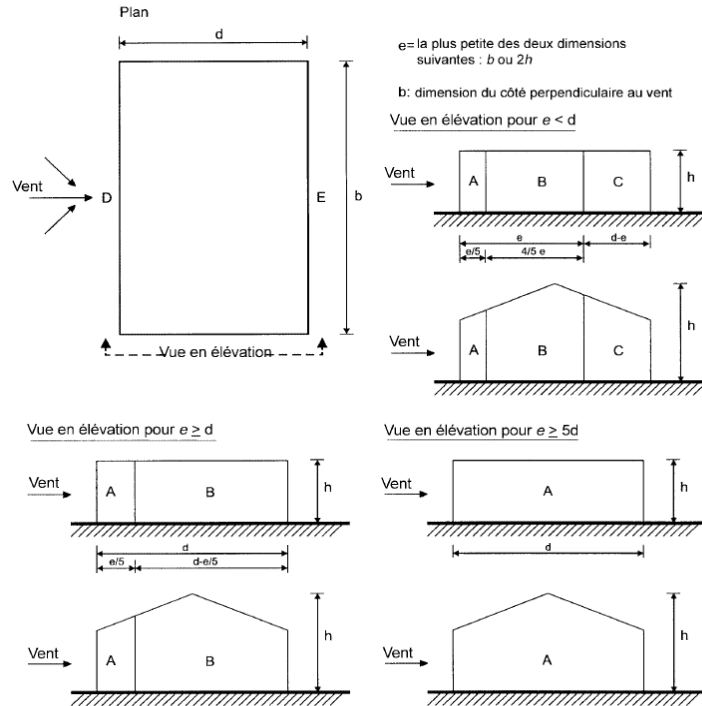 Plan
d
e= la plus petite des deux dimensions
suivantes : b ou 2h
b: dimension du côté perpendiculaire au vent
Vue en élévation pour e < d
Vent
D
E
b
Vent
A
B
C
h
e
d-e
e/5
4/5 e
Vue en élévation
Vent
A
B
C
h
Vue en élévation pour e ≥ d
Vent
A
B
h
d
e/5
d-e/5
Vent
A
B
h
Vue en élévation pour e ≥ 5d
Vent
A
h
d
Vent
A
h